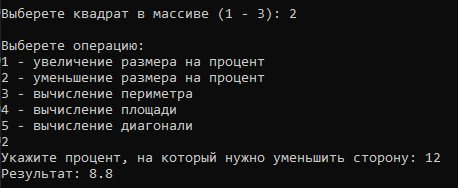 Выберете квадрат в массиве (1 - 3): 2
Выберете операцию:
1 - увеличение размера на процент
2 - уменьшение размера на процент
3 - вычисление периметра
4 - вычисление площади
5 - вычисление диагонали
2
Укажите процент, на который нужно уменьшить сторону: 12
Результат: 8.8